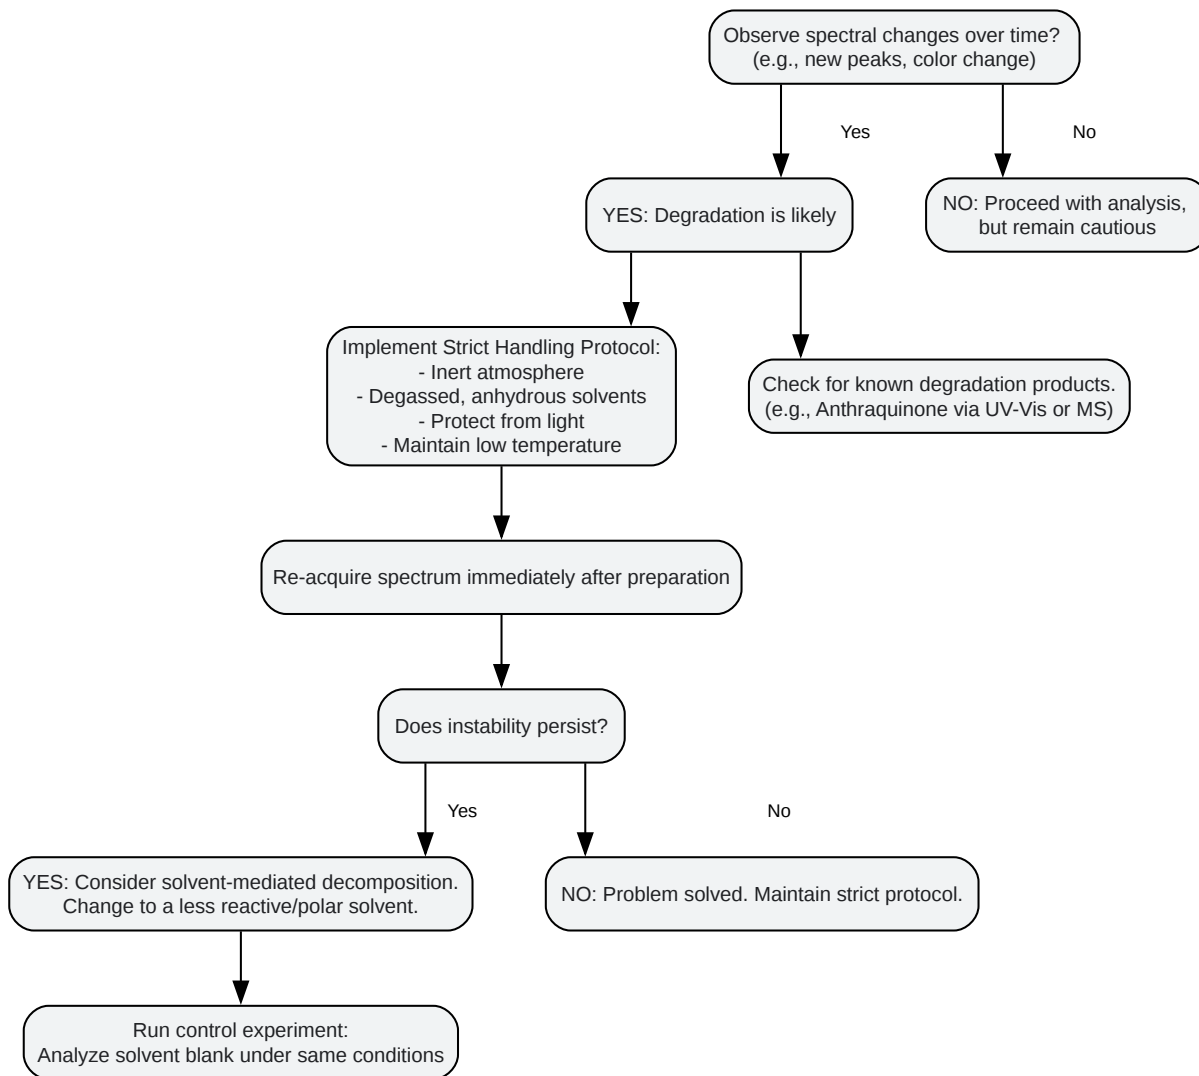 Observe spectral changes over time?
(e.g., new peaks, color change)
Yes
No
YES: Degradation is likely
NO: Proceed with analysis,
but remain cautious
Implement Strict Handling Protocol:
- Inert atmosphere
- Degassed, anhydrous solvents
- Protect from light
- Maintain low temperature
Check for known degradation products.
(e.g., Anthraquinone via UV-Vis or MS)
Re-acquire spectrum immediately after preparation
Does instability persist?
Yes
No
YES: Consider solvent-mediated decomposition.
Change to a less reactive/polar solvent.
NO: Problem solved. Maintain strict protocol.
Run control experiment:
Analyze solvent blank under same conditions